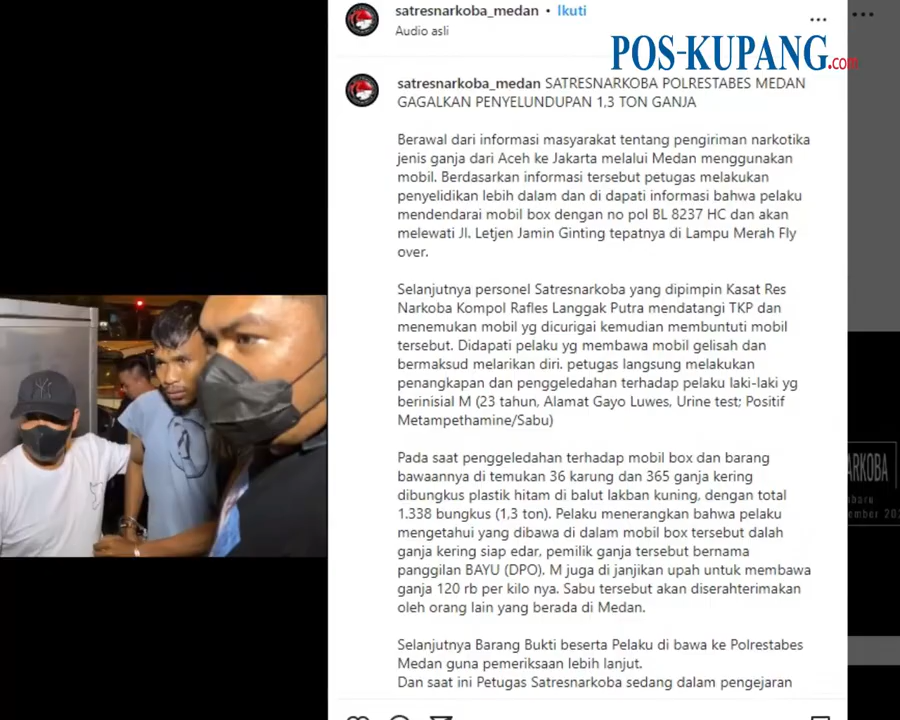 satresnarkoba_medan • Ikuti
Audio asli
POS-KUPANG.com
satresnarkoba_medan SATRESNARKOBA POLRESTABES MEDAN
GAGALKAN PENYELUNDUPAN 1,3 TON GANJA
Berawal dari informasi masyarakat tentang pengiriman narkotika
jenis ganja dari Aceh ke Jakarta melalui Medan menggunakan
mobil. Berdasarkan informasi tersebut petugas melakukan
penyelidikan lebih dalam dan di dapati informasi bahwa pelaku
mendendarai mobil box dengan no pol BL 8237 HC dan akan
melewati Jl. Letjen Jamin Ginting tepatnya di Lampu Merah Fly
over.
Selanjutnya personel Satresnarkoba yang dipimpin Kasat Res
Narkoba Kompol Rafles Langgak Putra mendatangi TKP dan
menemukan mobil yg dicurigai kemudian membuntuti mobil
tersebut. Didapati pelaku yg membawa mobil gelisah dan
bermaksud melarikan diri. petugas langsung melakukan
penangkapan dan penggeledahan terhadap pelaku laki-laki yg
berinisial M (23 tahun, Alamat Gayo Luwes, Urine test; Positif
Metampethamine/Sabu)
Pada saat penggeledahan terhadap mobil box dan barang
bawaannya di temukan 36 karung dan 365 ganja kering
dibungkus plastik hitam di balut lakban kuning, dengan total
1.338 bungkus (1,3 ton). Pelaku menerangkan bahwa pelaku
mengetahui yang dibawa di dalam mobil box tersebut dalah
ganja kering siap edar, pemilik ganja tersebut bernama
panggilan BAYU (DPO). M juga di janjikan upah untuk membawa
ganja 120 rb per kilo nya. Sabu tersebut akan diserahterimakan
oleh orang lain yang berada di Medan.
Selanjutnya Barang Bukti beserta Pelaku di bawa ke Polrestabes
Medan guna pemeriksaan lebih lanjut.
Dan saat ini Petugas Satresnarkoba sedang dalam pengejaran
ARKOBA